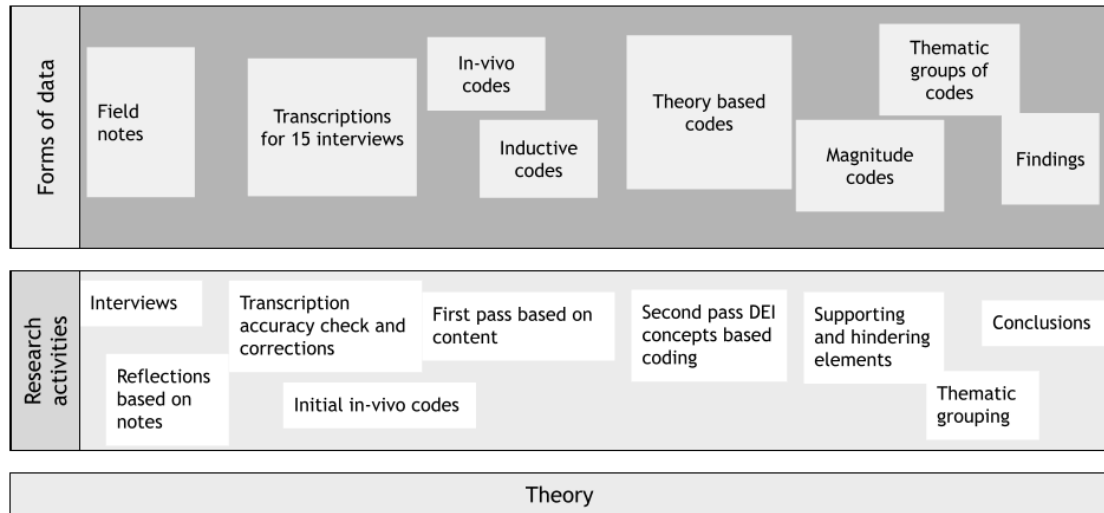 Forms of data
Field
notes
Transcriptions
for 15 interviews
In-vivo
codes
Inductive
codes
Theory based
codes
Magnitude
codes
Thematic
groups of
codes
Findings
Research
activities
Interviews
Reflections
based on
notes
Transcription
accuracy check and
corrections
Initial in-vivo codes
First pass based on
content
Second pass DEI
concepts based
coding
Supporting
and hindering
elements
Thematic
grouping
Conclusions
Theory